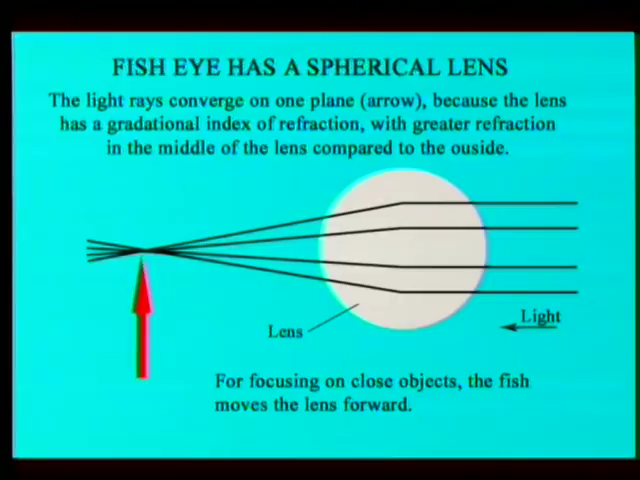 FISH EYE HAS A SPHERICAL LENS
The light rays converge on one plane (arrow), because the lens
has a gradational index of refraction, with greater refraction
in the middle of the lens compared to the ouside.
Light
Lens
For focusing on close objects, the fish
moves the lens forward.